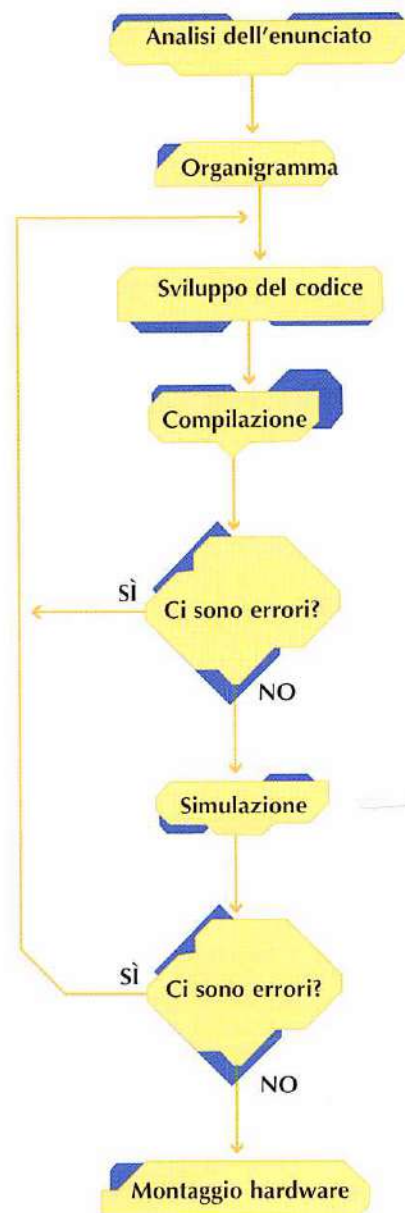 Analisi dell'enunciato
Organigramma
Sviluppo del codice
Compilazione
Ci sono errori?
SÌ
NO
Simulazione
Ci sono errori?
SÌ
NO
Montaggio hardware